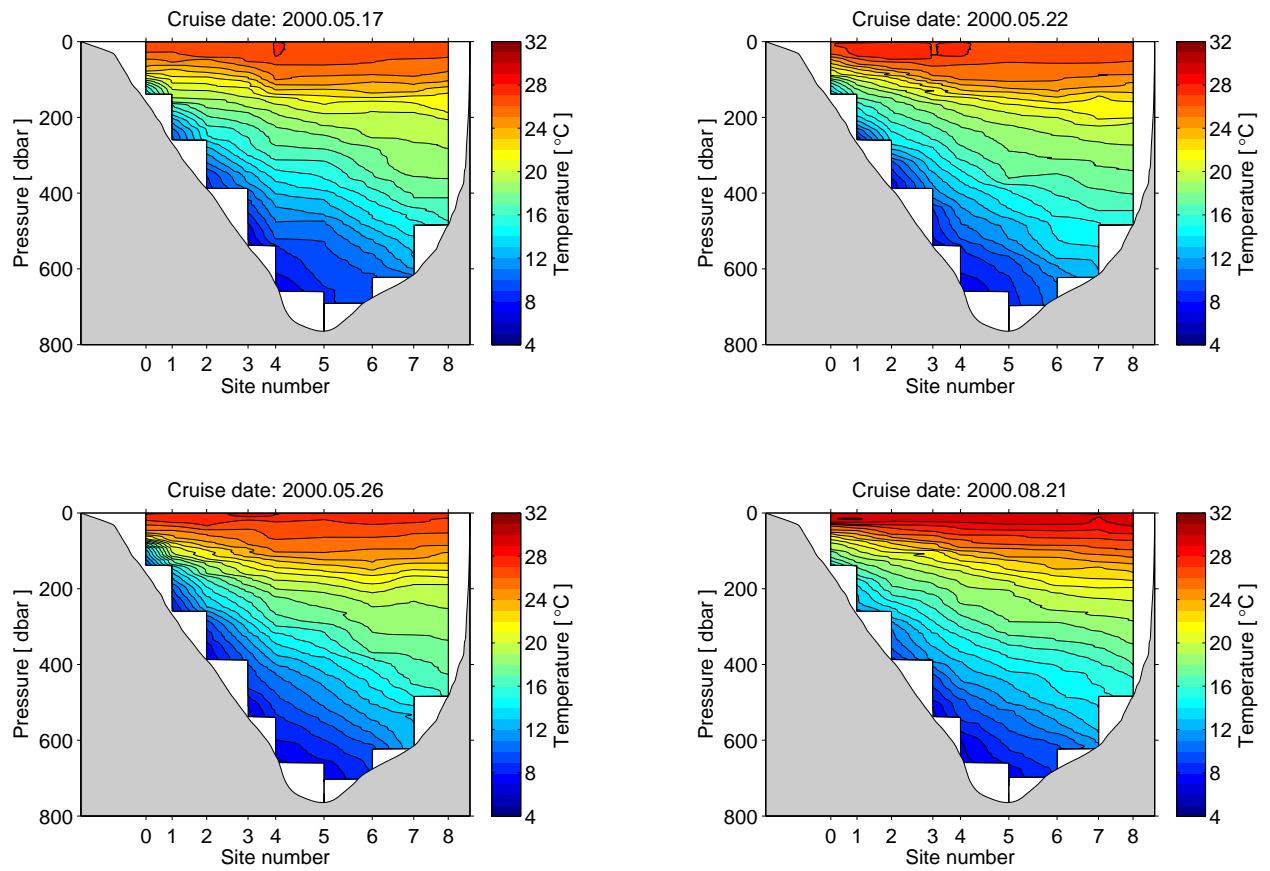 Cruise date: 2000.05.17
0
200
400
600
800
Pressure [ dbar ]
0 1 2 3 4 5 6 7 8
Site number
32
28
24
20
16
12
8
4
Temperature [ °C ]
Cruise date: 2000.05.22
0
200
400
600
800
Pressure [ dbar ]
0 1 2 3 4 5 6 7 8
Site number
32
28
24
20
16
12
8
4
Temperature [ °C ]
Cruise date: 2000.05.26
0
200
400
600
800
Pressure [ dbar ]
0 1 2 3 4 5 6 7 8
Site number
32
28
24
20
16
12
8
4
Temperature [ °C ]
Cruise date: 2000.08.21
0
200
400
600
800
Pressure [ dbar ]
0 1 2 3 4 5 6 7 8
Site number
32
28
24
20
16
12
8
4
Temperature [ °C ]